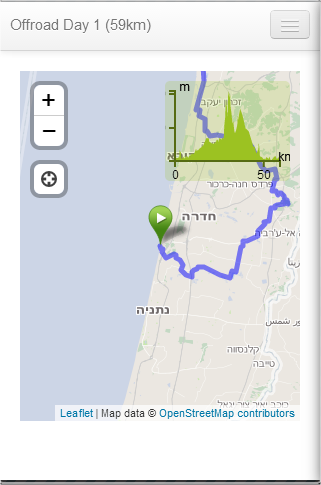 Offroad Day 1 (59km)
+
−
m
זכרון יעקב
km
0
50
פרדס חנה-כרכור
חדרה
נתניה
קלנסווה
טייבה
Leaflet | Map data © OpenStreetMap contributors